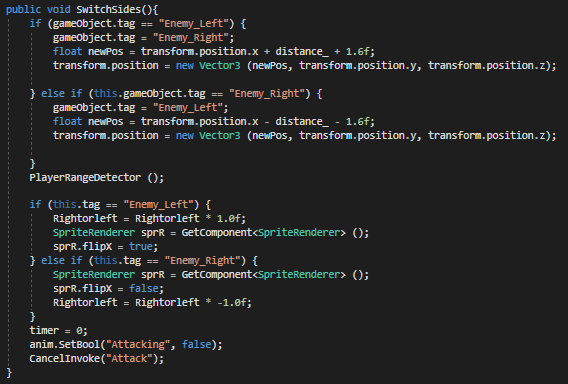 public void SwitchSides(){
if (gameObject.tag == "Enemy_Left") {
gameObject.tag = "Enemy_Right";
float newPos = transform.position.x + distance_ + 1.6f;
transform.position = new Vector3 (newPos, transform.position.y, transform.position.z);
} else if (this.gameObject.tag == "Enemy_Right") {
gameObject.tag = "Enemy_Left";
float newPos = transform.position.x - distance_ - 1.6f;
transform.position = new Vector3 (newPos, transform.position.y, transform.position.z);
}
PlayerRangeDetector ();
if (this.tag == "Enemy_Left") {
Rightorleft = Rightorleft * 1.0f;
SpriteRenderer sprR = GetComponent<SpriteRenderer> ();
sprR.flipX = true;
} else if (this.tag == "Enemy_Right") {
SpriteRenderer sprR = GetComponent<SpriteRenderer> ();
sprR.flipX = false;
Rightorleft = Rightorleft * -1.0f;
}
timer = 0;
anim.SetBool("Attacking", false);
CancelInvoke("Attack");
}